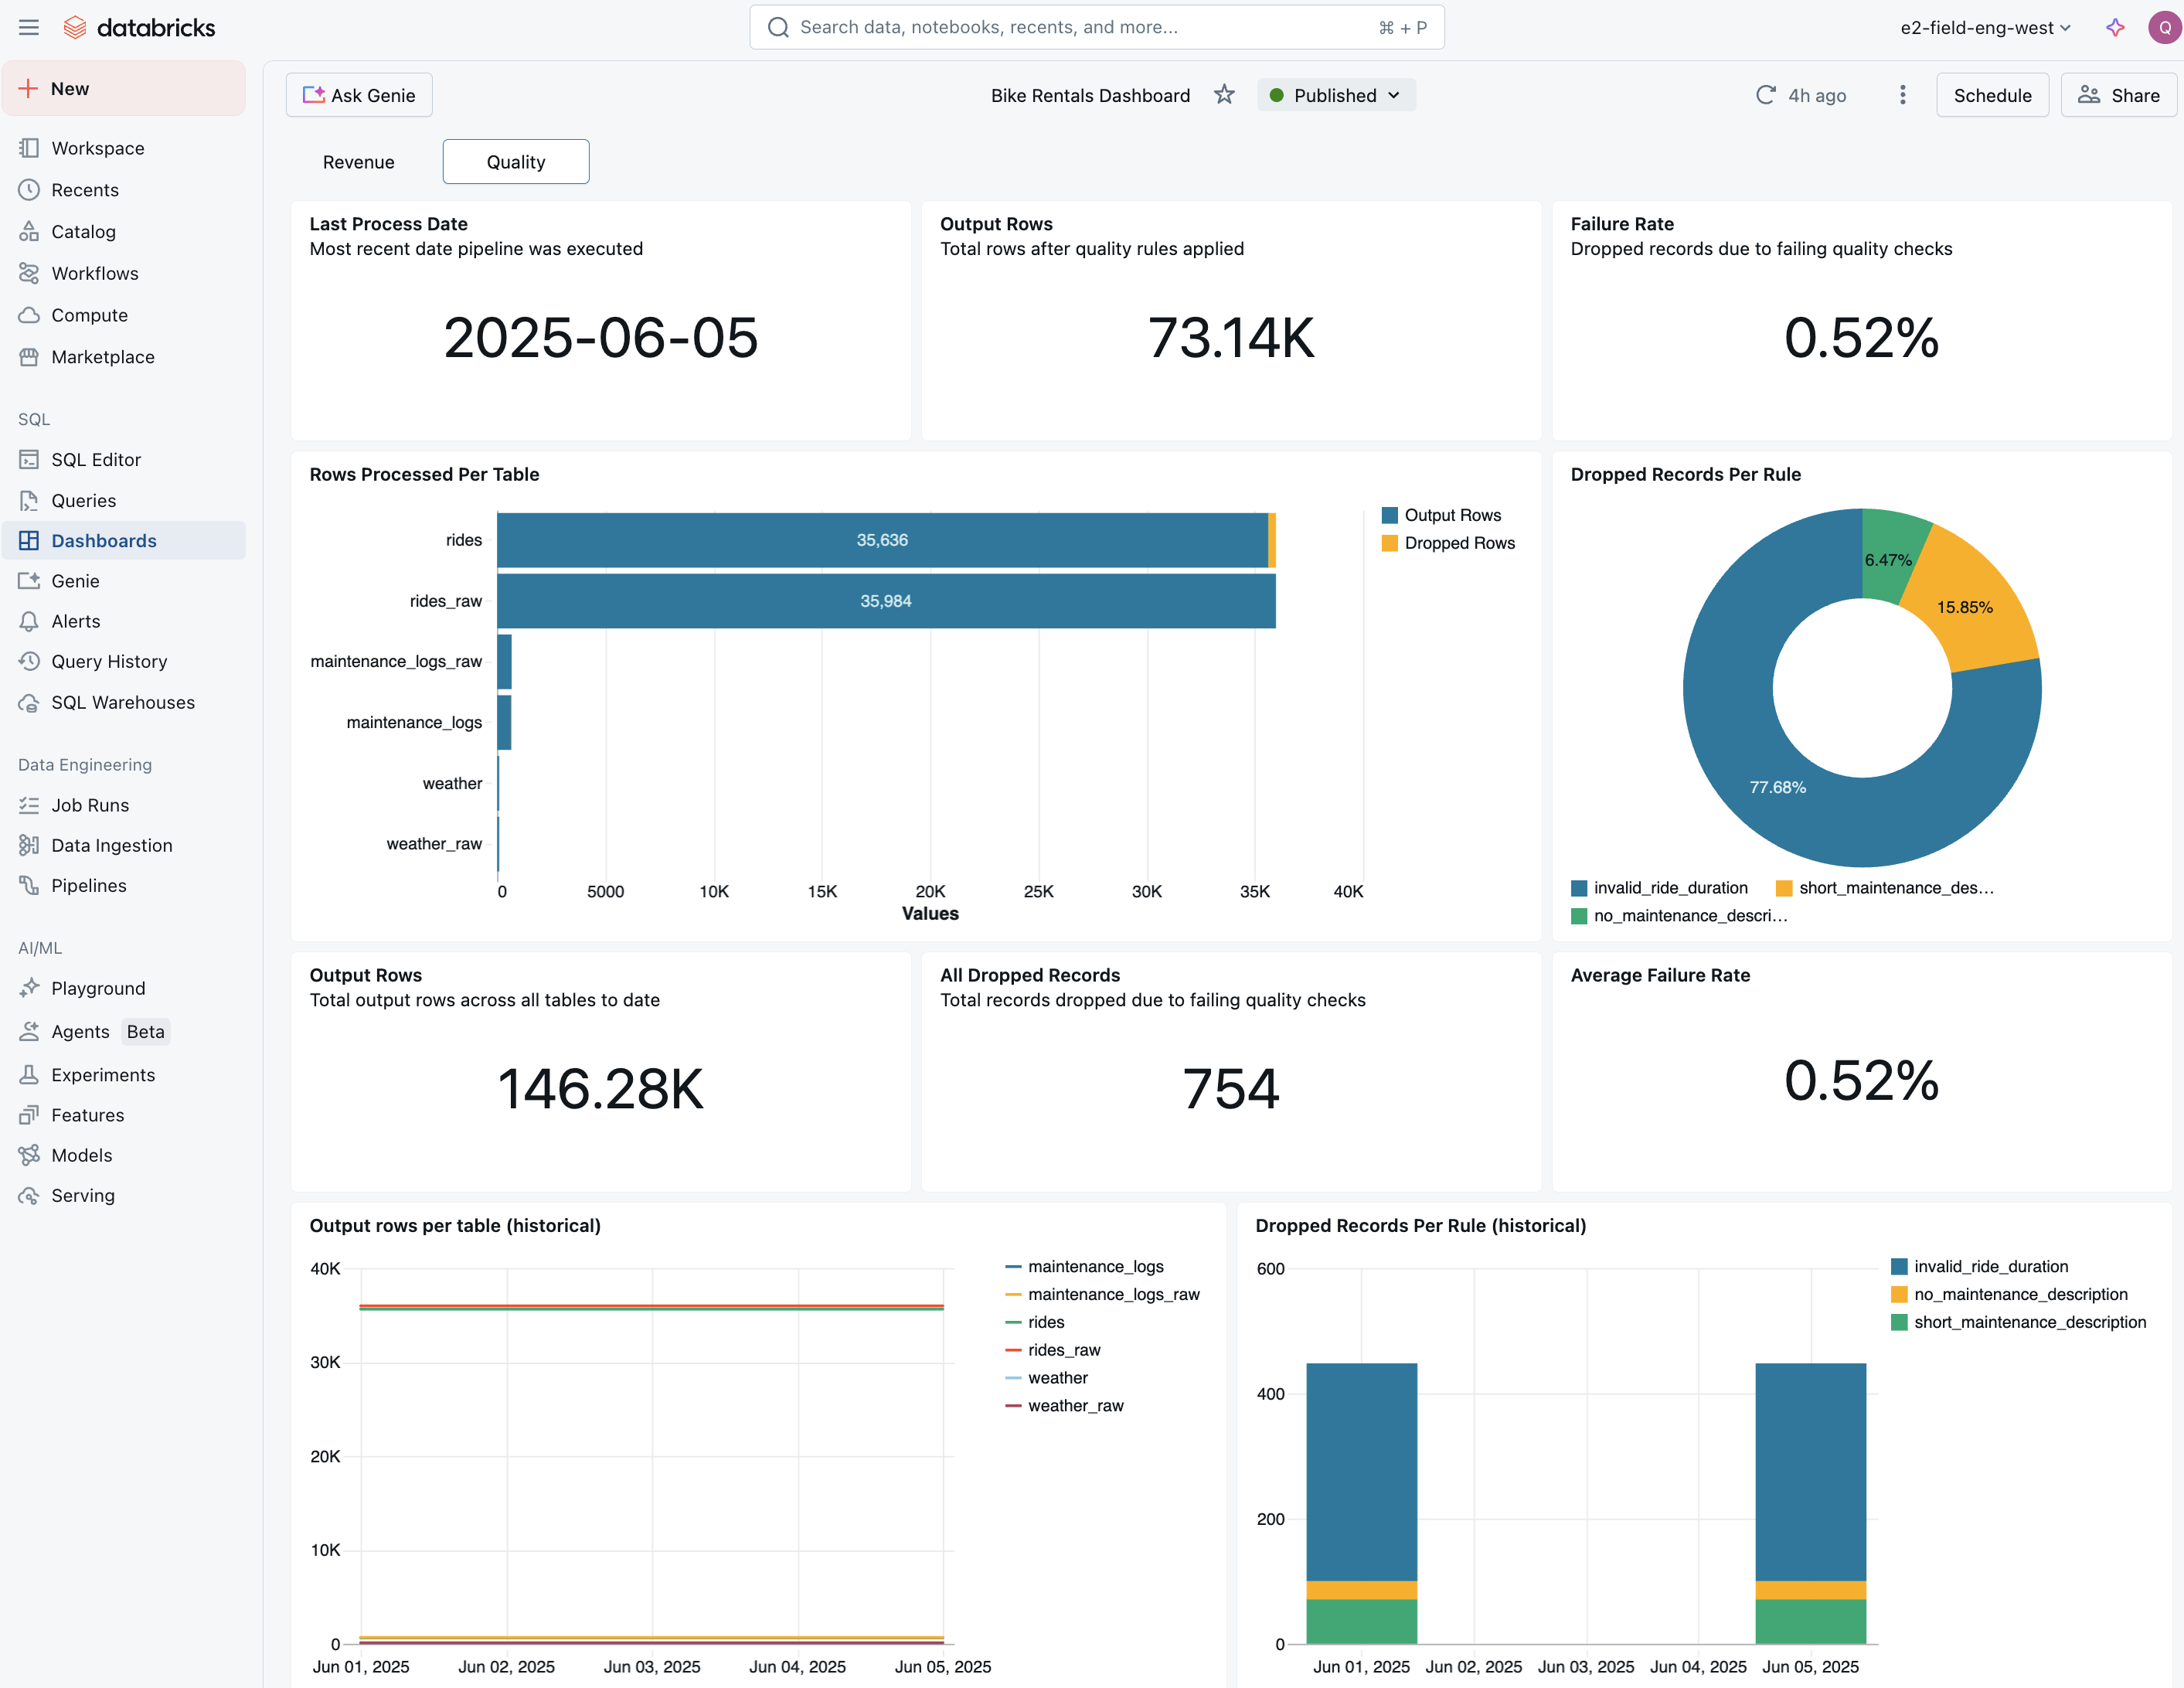 databricks
Search data, notebooks, recents, and more...
⌘ + P
e2-field-eng-west
Q
New
Workspace
Recents
Catalog
Workflows
Compute
Marketplace
SQL
SQL Editor
Queries
Dashboards
Genie
Alerts
Query History
SQL Warehouses
Data Engineering
Job Runs
Data Ingestion
Pipelines
AI/ML
Playground
Agents Beta
Experiments
Features
Models
Serving
Ask Genie
Bike Rentals Dashboard
Published
4h ago
Schedule
Share
Revenue
Quality
Last Process Date
Most recent date pipeline was executed
2025-06-05
Output Rows
Total rows after quality rules applied
73.14K
Failure Rate
Dropped records due to failing quality checks
0.52%
Rows Processed Per Table
rides
35,636
rides_raw
35,984
maintenance_logs_raw
maintenance_logs
weather
weather_raw
0 5000 10K 15K 20K 25K 30K 35K 40K
Values
Output Rows
Dropped Rows
Dropped Records Per Rule
6.47%
15.85%
77.68%
invalid_ride_duration short_maintenance_des...
no_maintenance_descri...
Output Rows
Total output rows across all tables to date
146.28K
All Dropped Records
Total records dropped due to failing quality checks
754
Average Failure Rate
0.52%
Output rows per table (historical)
40K
30K
20K
10K
0
Jun 01, 2025 Jun 02, 2025 Jun 03, 2025 Jun 04, 2025 Jun 05, 2025
maintenance_logs
maintenance_logs_raw
rides
rides_raw
weather
weather_raw
Dropped Records Per Rule (historical)
600
400
200
0
Jun 01, 2025 Jun 02, 2025 Jun 03, 2025 Jun 04, 2025 Jun 05, 2025
invalid_ride_duration
no_maintenance_description
short_maintenance_description